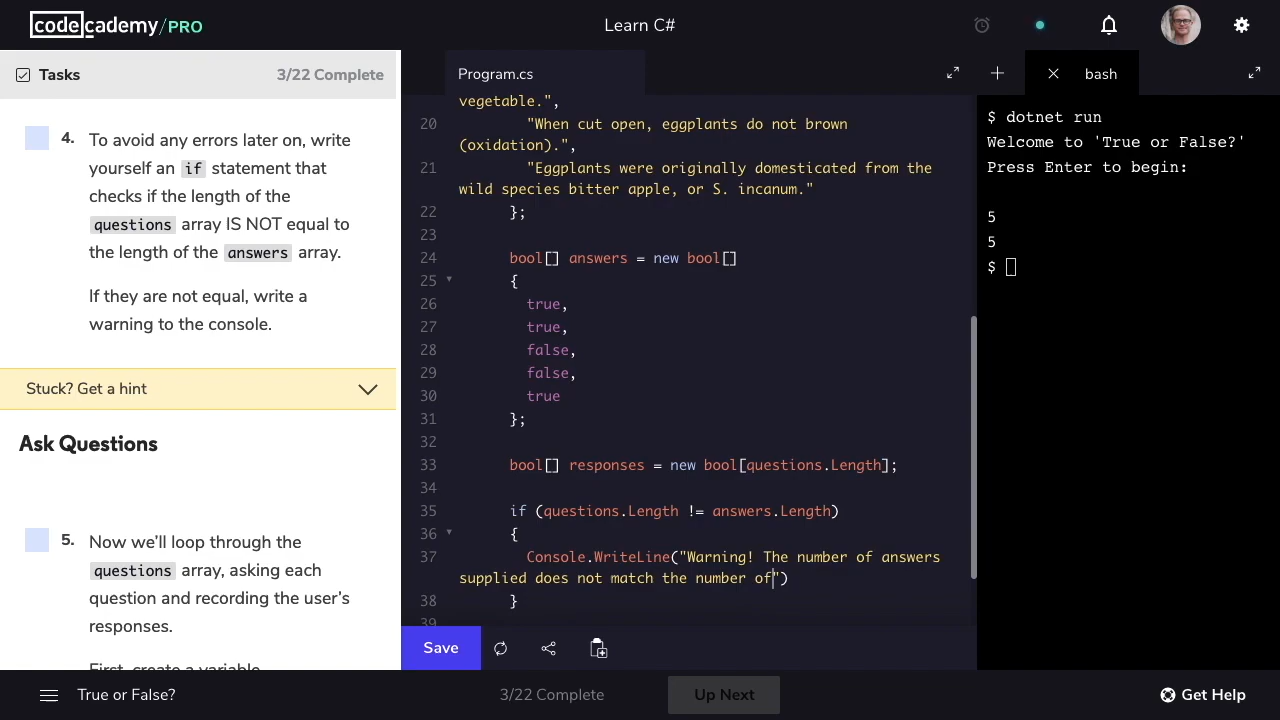 codecademy/PRO
Learn C#
Tasks
3/22 Complete
4. To avoid any errors later on, write
yourself an if statement that
checks if the length of the
questions array IS NOT equal to
the length of the answers array.
If they are not equal, write a
warning to the console.
Stuck? Get a hint
Ask Questions
5. Now we'll loop through the
questions array, asking each
question and recording the user's
responses.
First, create a variable
Program.cs
vegetable.",
20 "When cut open, eggplants do not brown
(oxidation).",
21 "Eggplants were originally domesticated from the
wild species bitter apple, or S. incanum."
22 };
23
24 bool[] answers = new bool[]
25 {
26 true,
27 true,
28 false,
29 false,
30 true
31 };
32
33 bool[] responses = new bool[questions.Length];
34
35 if (questions.Length != answers.Length)
36 {
37 Console.WriteLine("Warning! The number of answers
supplied does not match the number of")
38 }
39
Save
bash
$ dotnet run
Welcome to 'True or False?'
Press Enter to begin:
5
5
$
True or False?
3/22 Complete
Up Next
Get Help